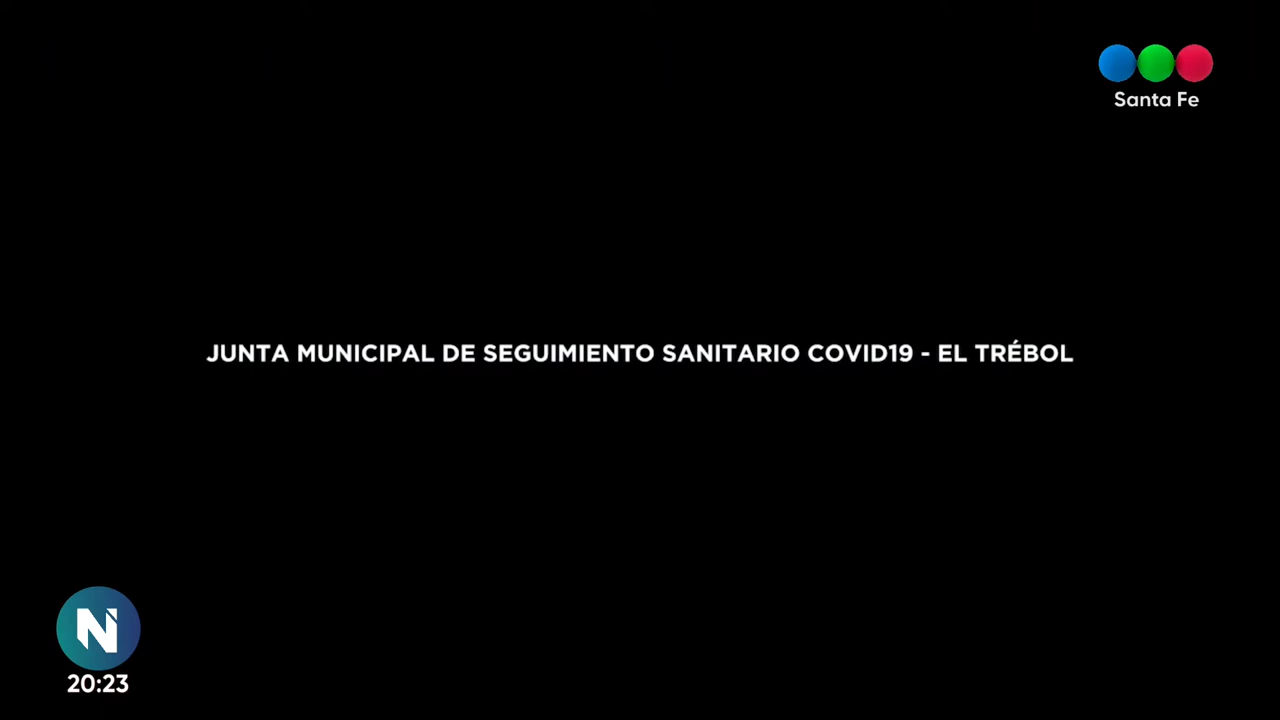 Santa Fe
JUNTA MUNICIPAL DE SEGUIMIENTO SANITARIO COVID19 - EL TRÉBOL
N
20:23